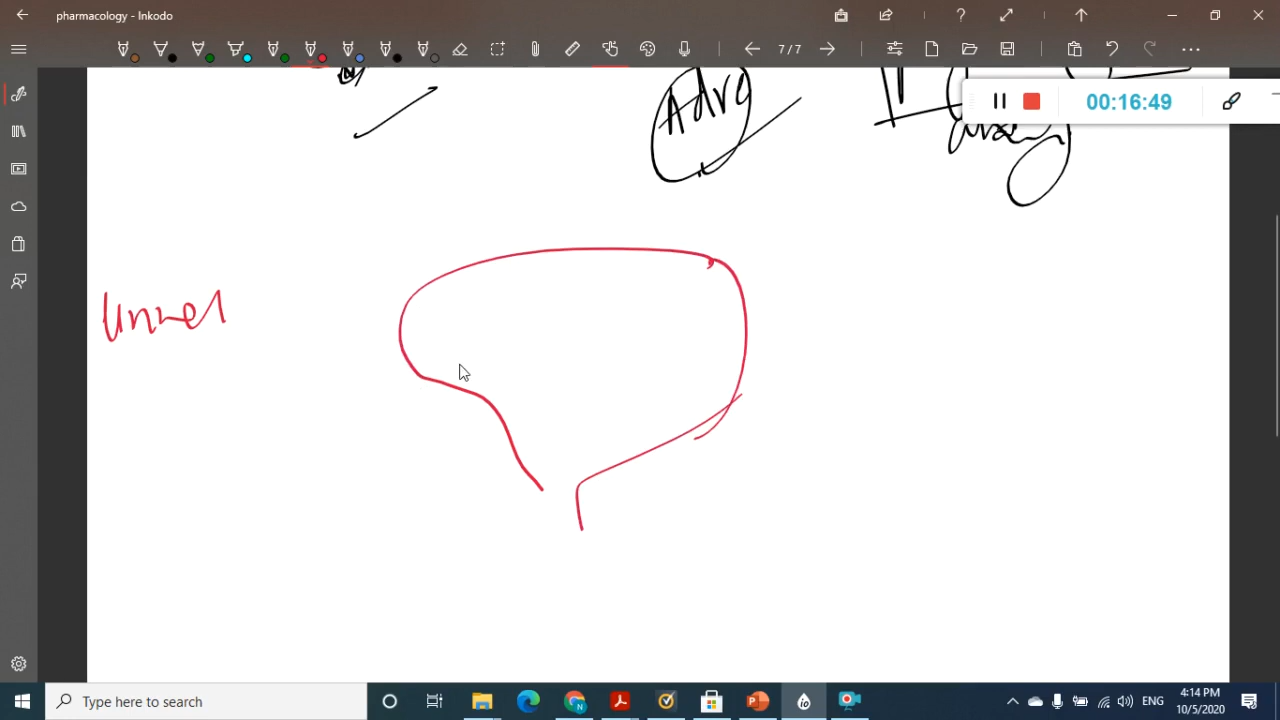 pharmacology - Inkodo
7/7
Adre
00:16:49
Type here to search
ENG
4:14 PM
10/5/2020